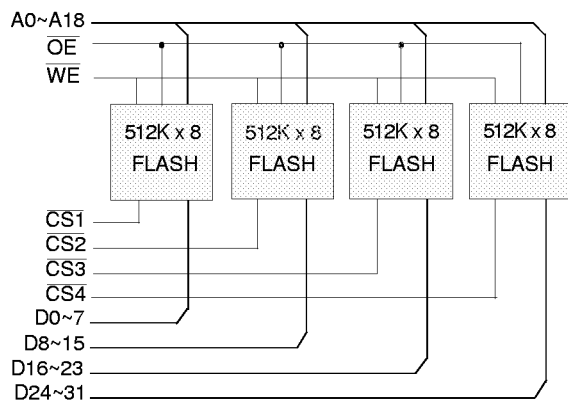 A0~A18
OE
WE
512K x 8
FLASH
512K x 8
FLASH
512K x 8
FLASH
512K x 8
FLASH
CS1
CS2
CS3
CS4
D0~7
D8~15
D16~23
D24~31